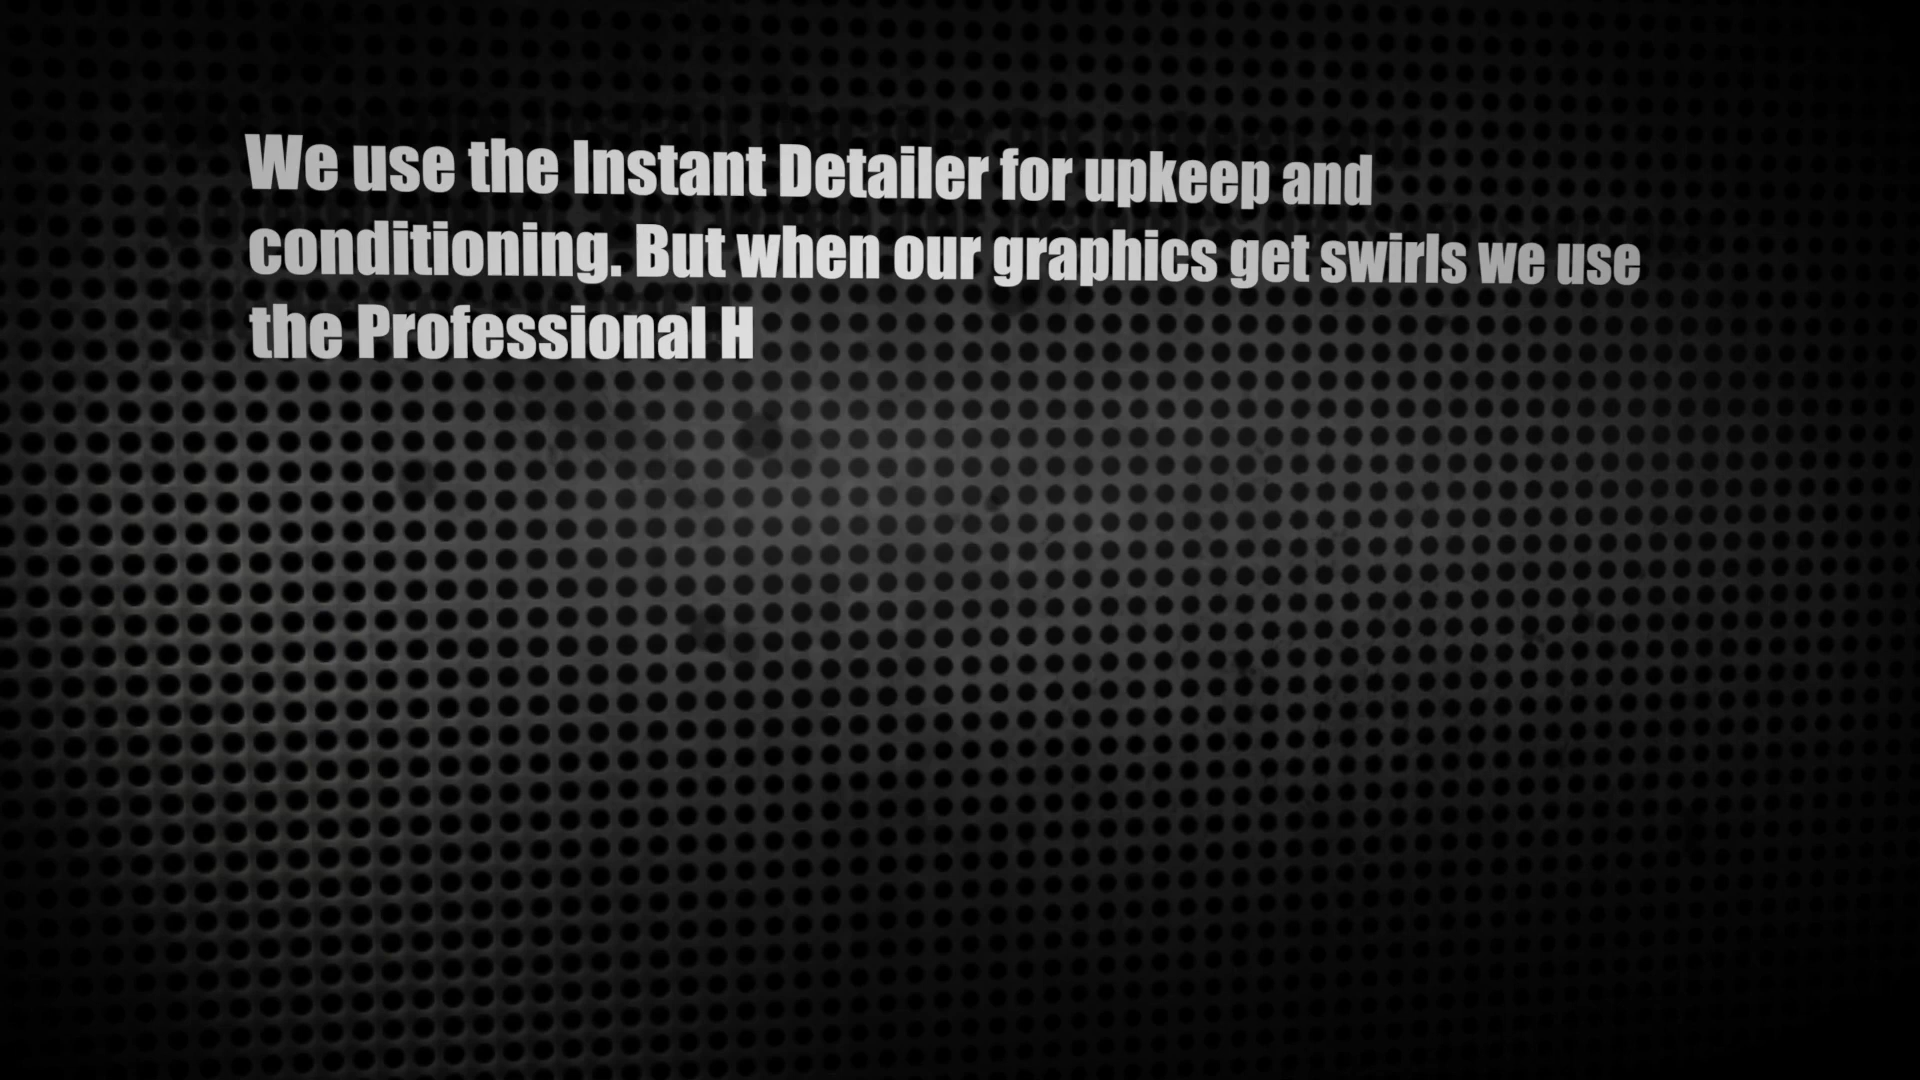 We use the Instant Detailer for upkeep and
conditioning. But when our graphics get swirls we use
the Professional H